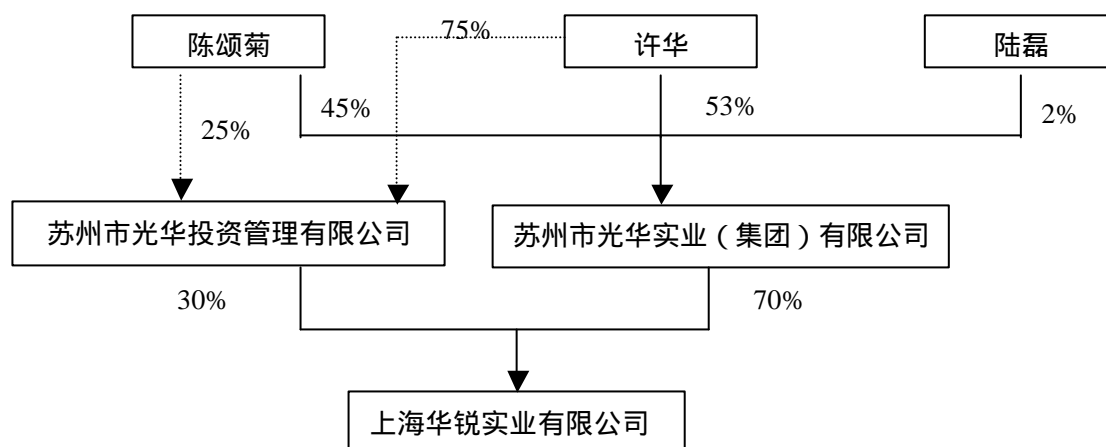 陈颂菊
75%
许华
陆磊
25%
45%
53%
2%
苏州市光华投资管理有限公司
苏州市光华实业（集团）有限公司
30%
70%
上海华锐实业有限公司